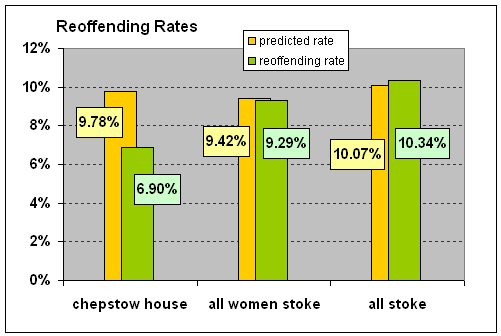 Reoffending Rates
predicted rate
reoffending rate
12%
10%
8%
6%
4%
2%
0%
9.78%
6.90%
9.42%
9.29%
10.07%
10.34%
chepstow house
all women stoke
all stoke